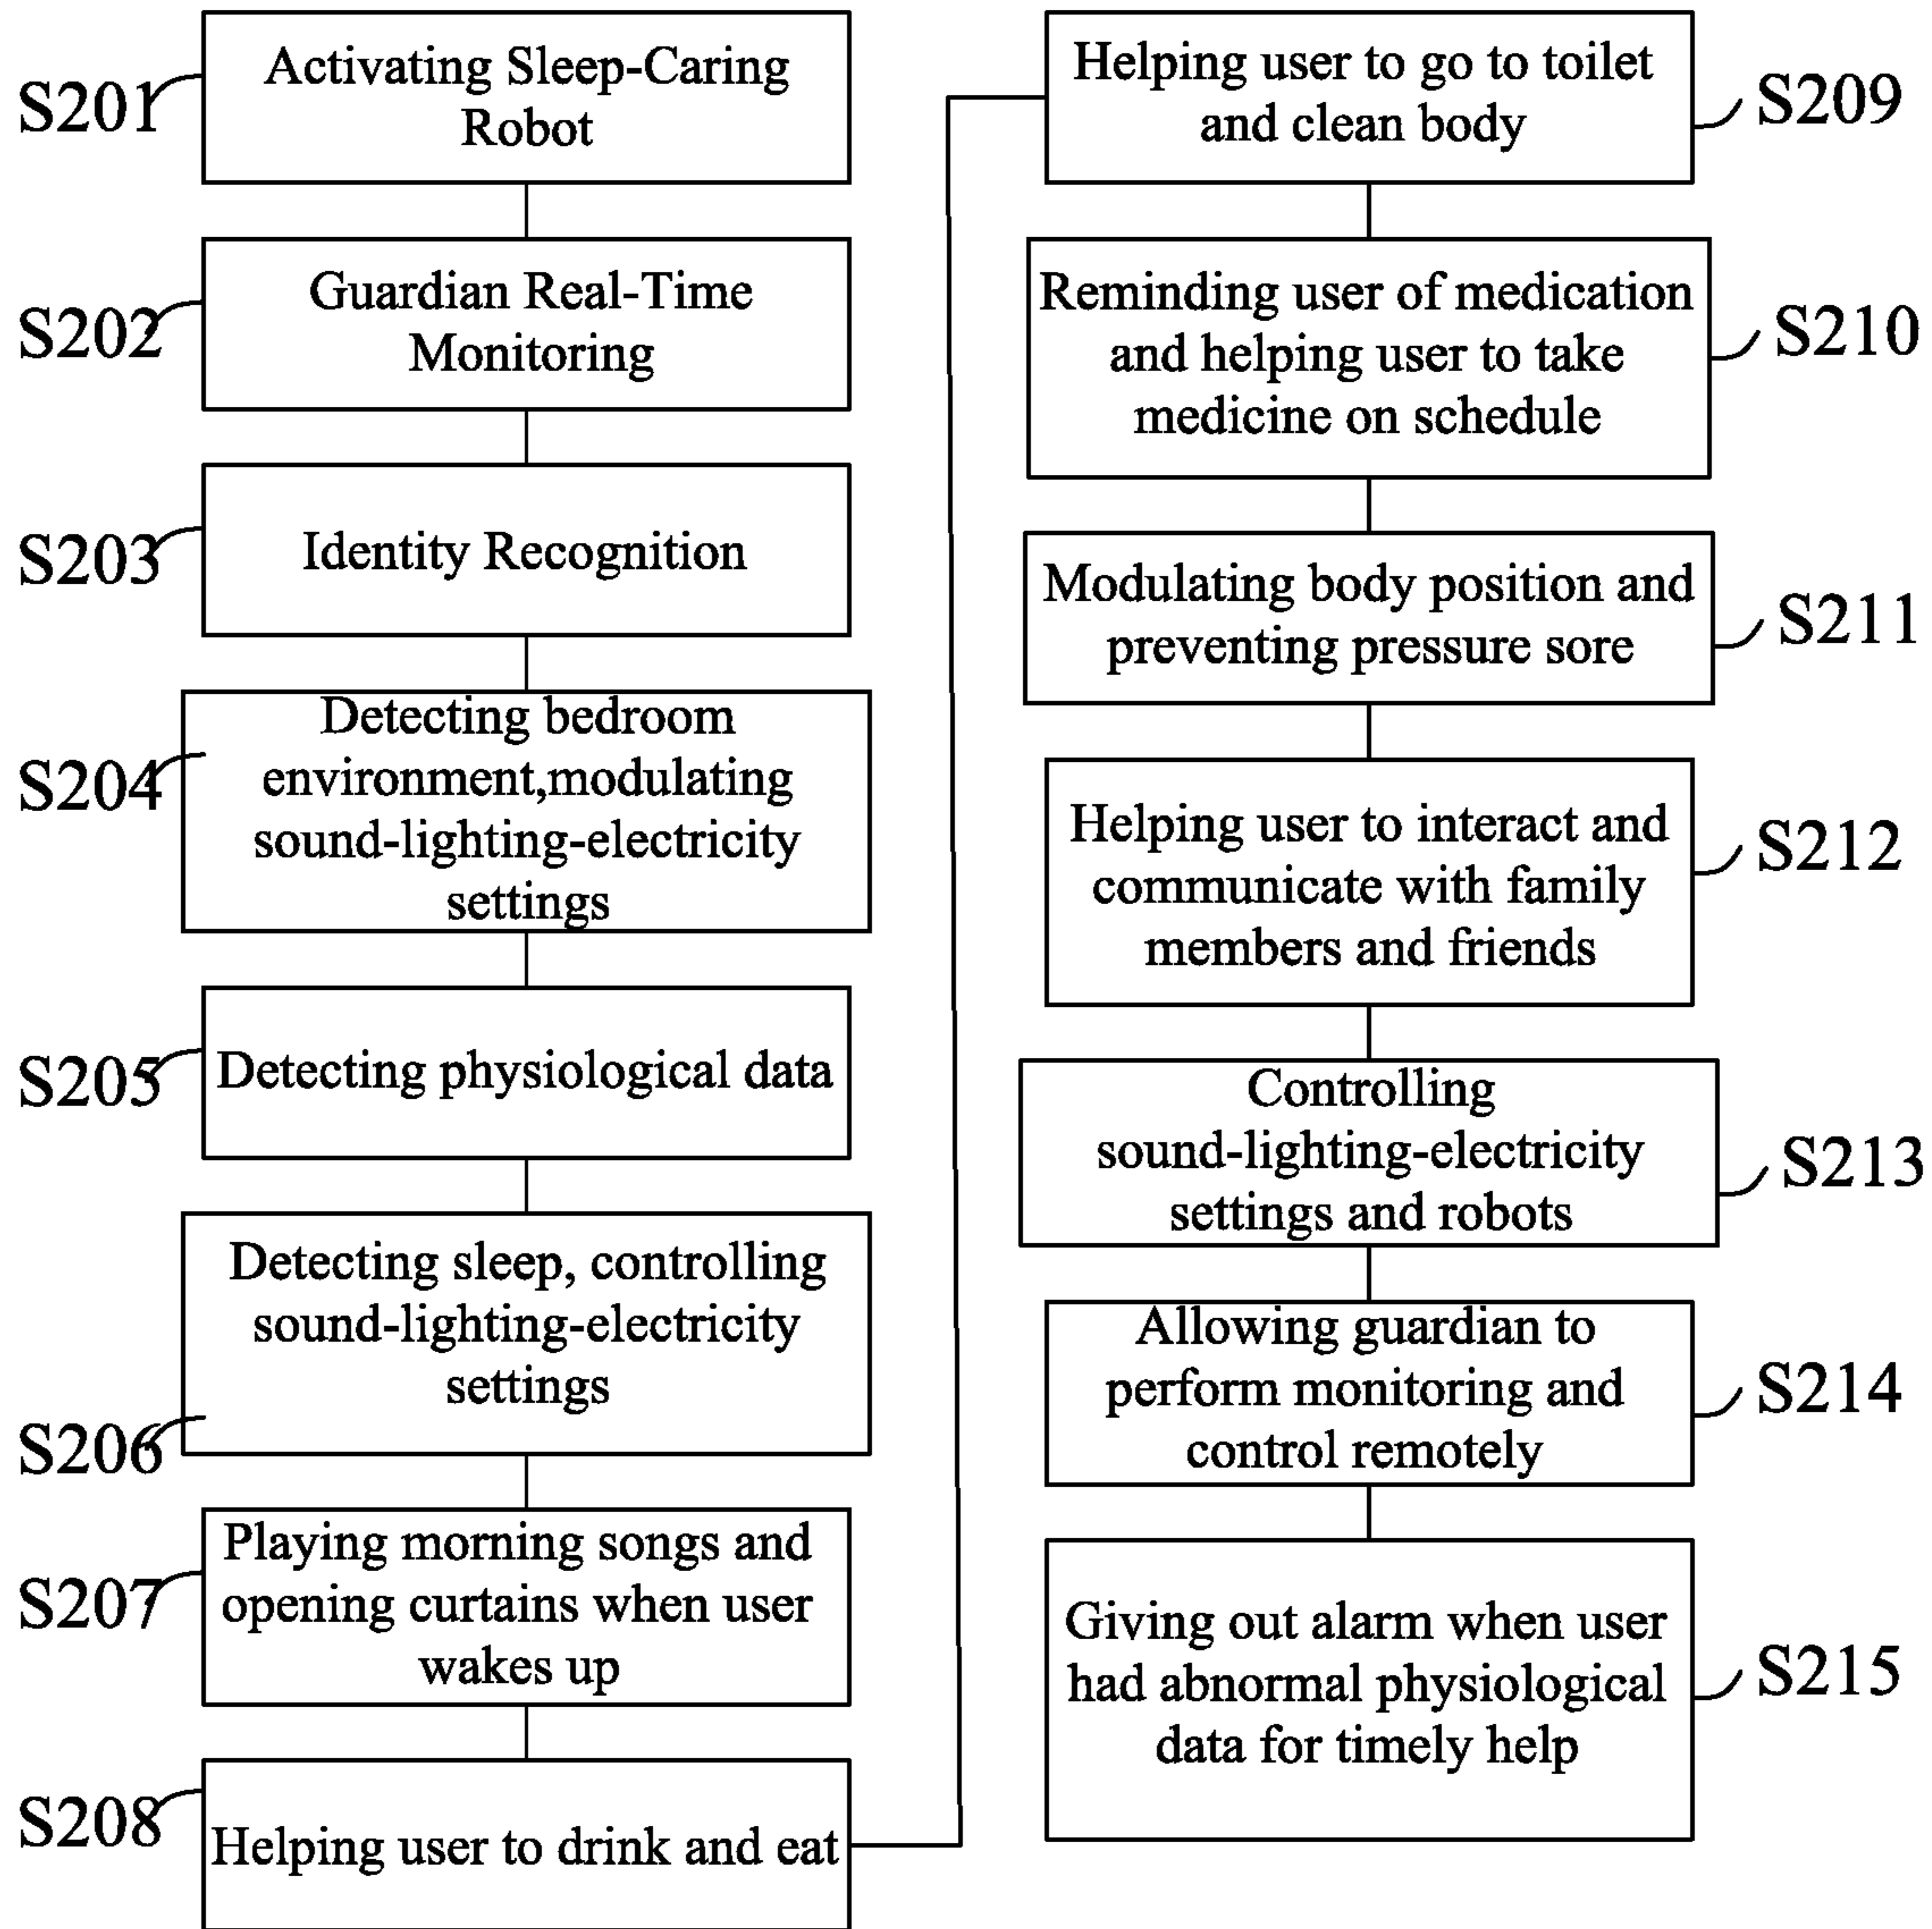 S201
Activating Sleep-Caring
Robot
S202
Guardian Real-Time
Monitoring
S203
Identity Recognition
S204
Detecting bedroom
environment,modulating
sound-lighting-electricity
settings
S205
Detecting physiological data
S206
Detecting sleep, controlling
sound-lighting-electricity
settings
S207
Playing morning songs and
opening curtains when user
wakes up
S208
Helping user to drink and eat
Helping user to go to toilet
and clean body
S209
Reminding user of medication
and helping user to take
medicine on schedule
S210
Modulating body position and
preventing pressure sore
S211
Helping user to interact and
communicate with family
members and friends
S212
Controlling
sound-lighting-electricity
settings and robots
S213
Allowing guardian to
perform monitoring and
control remotely
S214
Giving out alarm when user
had abnormal physiological
data for timely help
S215